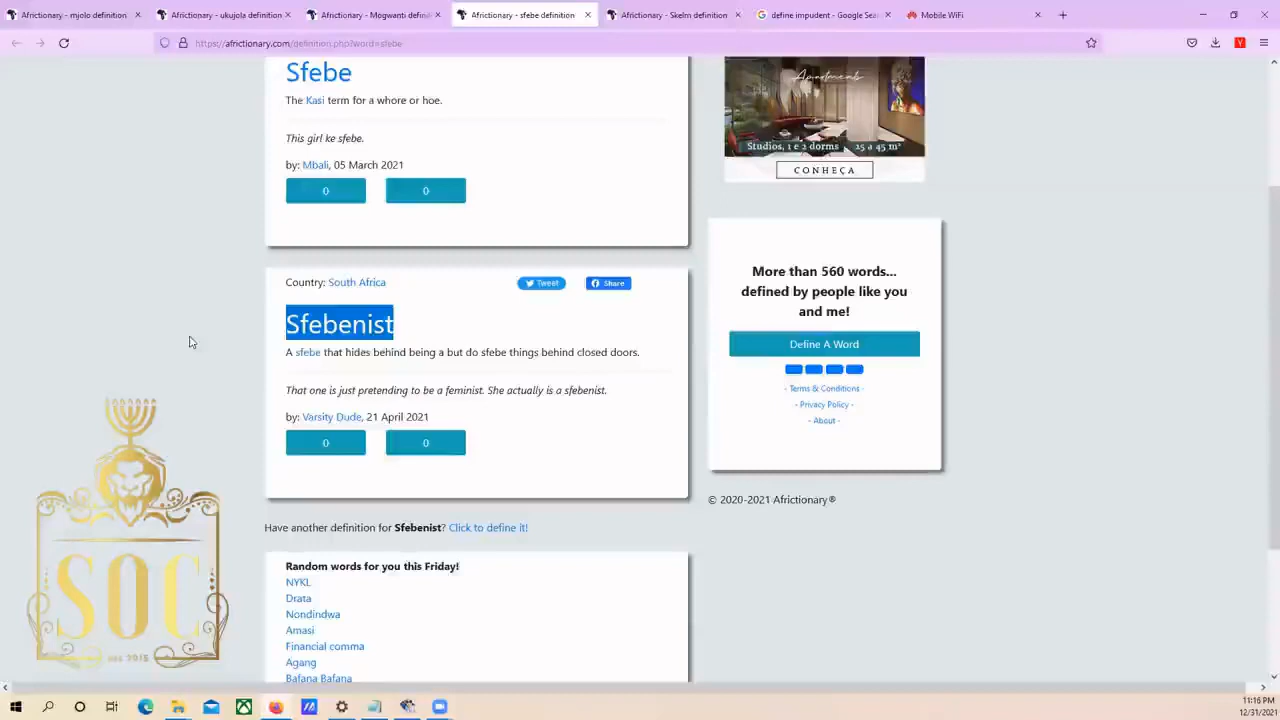 Africtionary - mjolo definition
Africtionary - ukujola definition
Africtionary - Mogwanti defini
Africtionary - sfebe definition
Africtionary - Skelm definition
define impudent - Google Sea
Mobile WiFi
https://africtionary.com/definition.php?word=sfebe
Sfebe
The Kasi term for a whore or hoe.
This girl ke sfebe.
by: Mbali, 05 March 2021
0 0
Country: South Africa
Tweet
Share
Sfebenist
A sfebe that hides behind being a but do sfebe things behind closed doors.
That one is just pretending to be a feminist. She actually is a sfebenist.
by: Varsity Dude, 21 April 2021
0 0
Have another definition for Sfebenist? Click to define it!
Random words for you this Friday!
NYKL
Drata
Nondindwa
Amasi
Financial comma
Agang
Bafana Bafana
Apartments
Studios, 1 e 2 dorms 25 a 45 m²
CONHEÇA
More than 560 words...
defined by people like you
and me!
Define A Word
- Terms & Conditions -
- Privacy Policy -
- About -
© 2020-2021 Africtionary®
SOC
2015
11:16 PM
12/31/2021